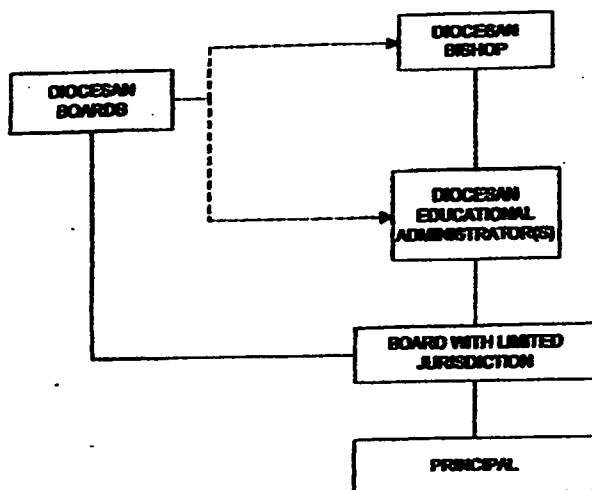 DIOCESAN
BISHOP
DIOCESAN
BOARDS
DIOCESAN
EDUCATIONAL
ADMINISTRATOR(S)
BOARD WITH LIMITED
JURISDICTION
PRINCIPAL